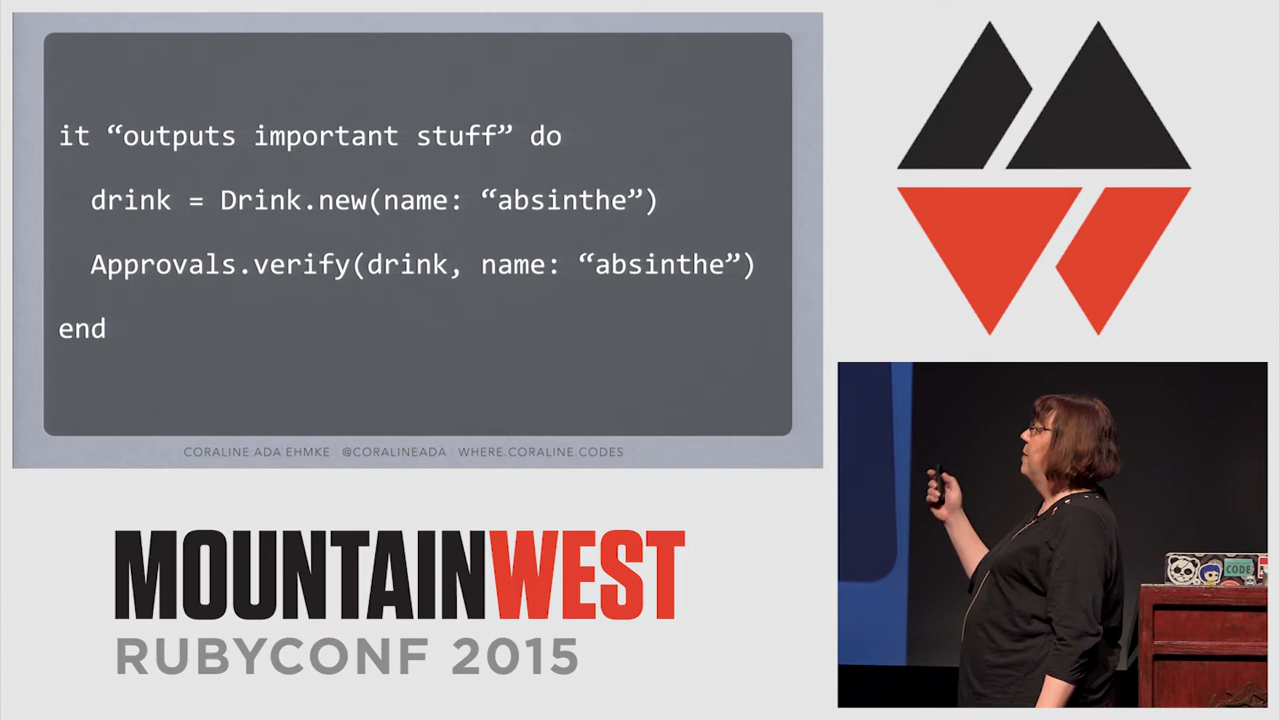 it “outputs important stuff” do
drink = Drink.new(name: “absinthe”)
Approvals.verify(drink, name: “absinthe”)
end
CORALINE ADA EHMKE @CORALINEADA WHERE.CORALINE.CODES
MOUNTAINWEST
RUBYCONF 2015
CODE